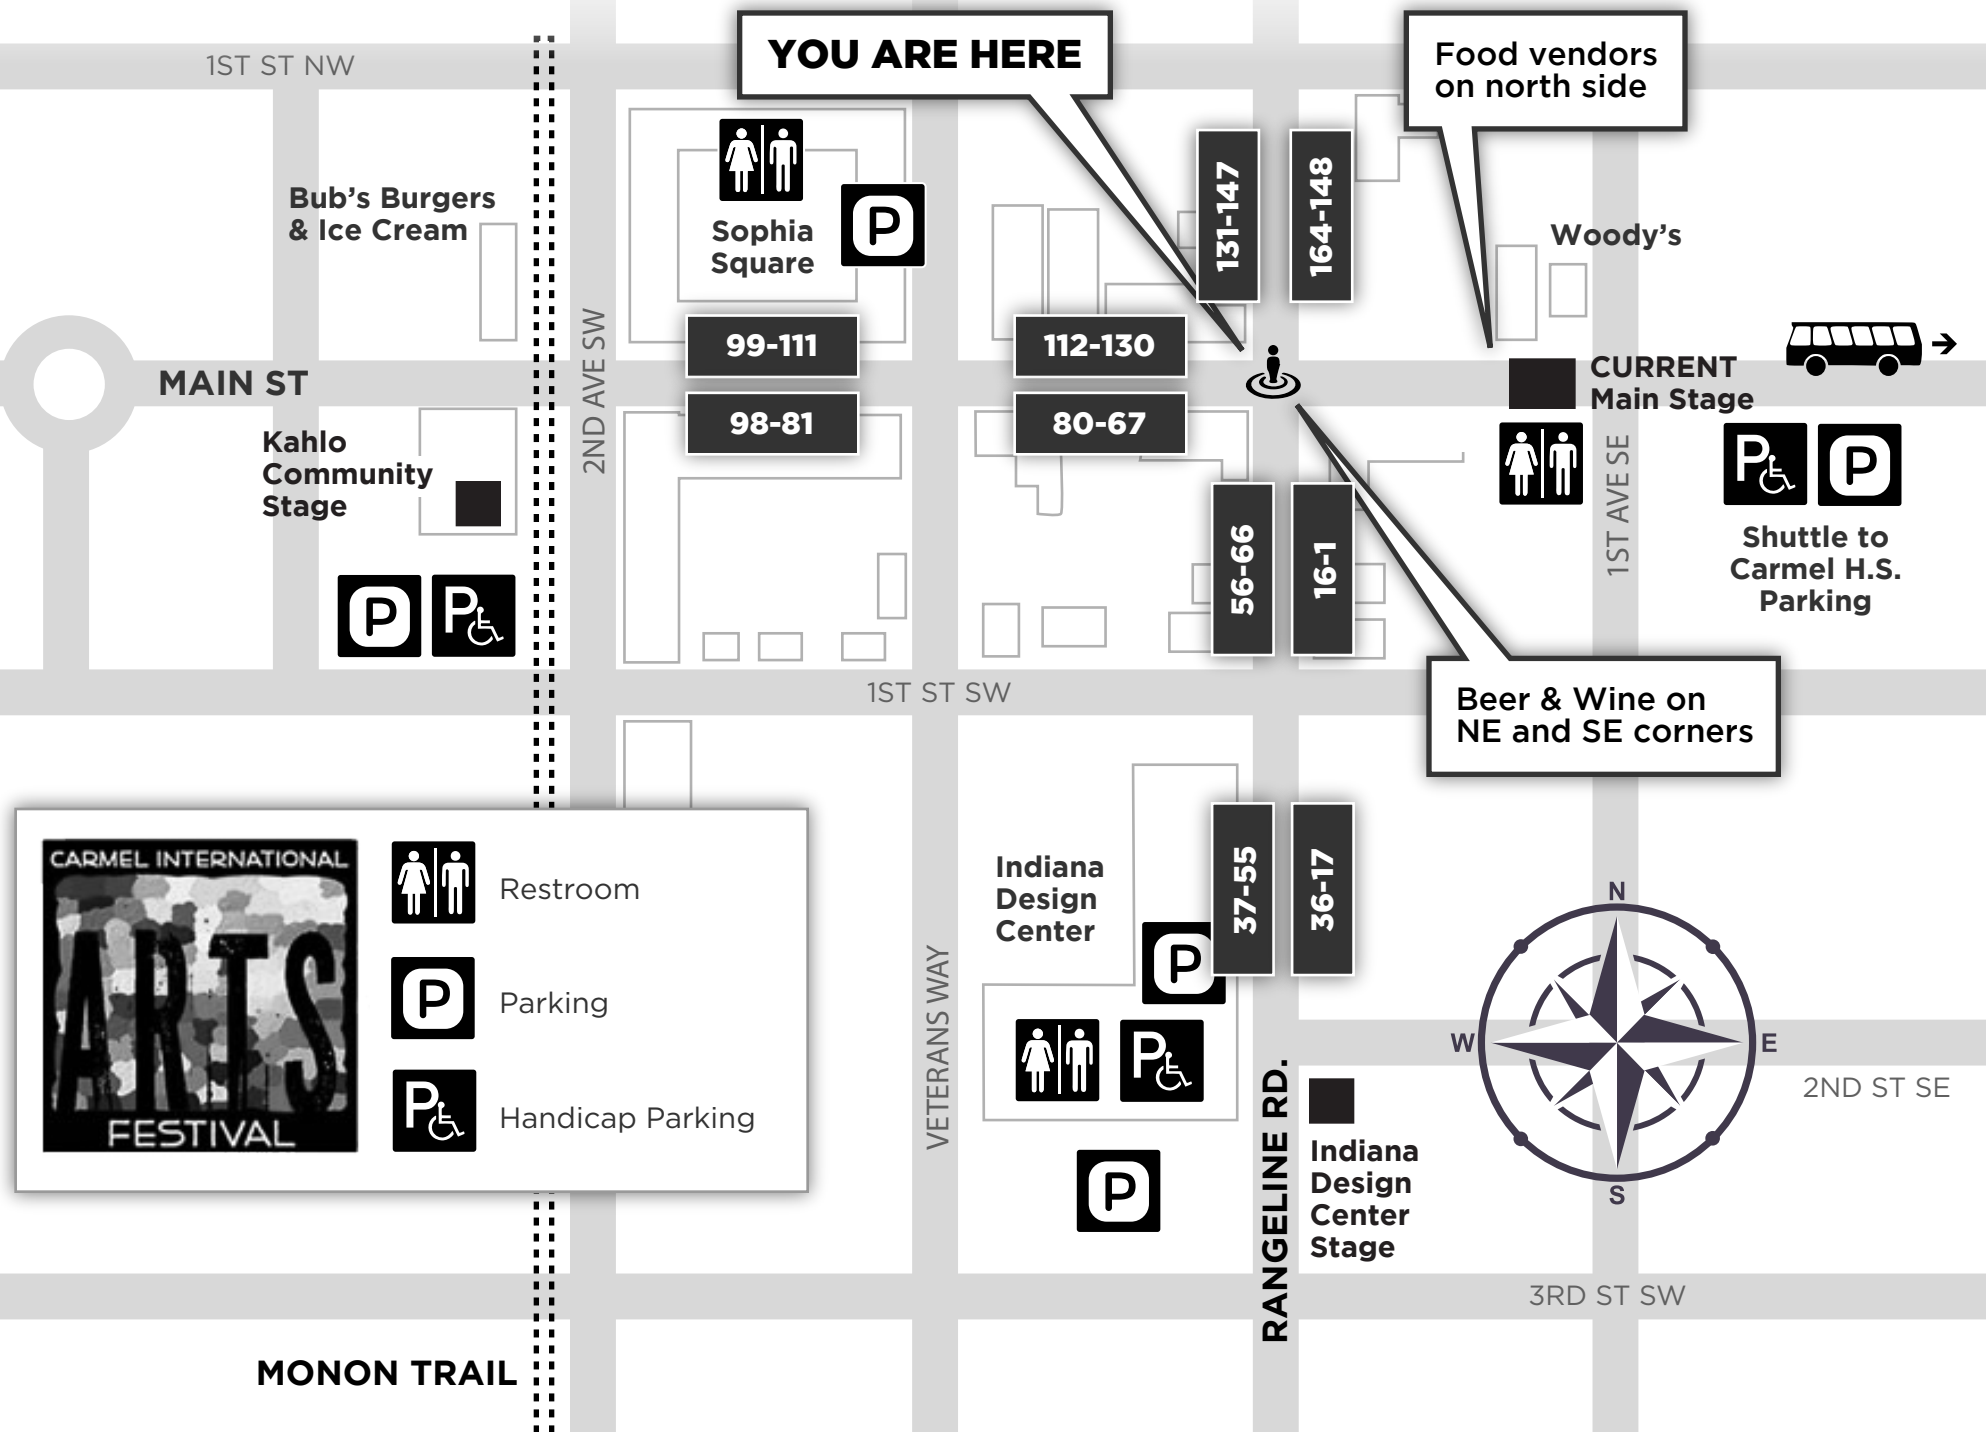 1ST ST NW
YOU ARE HERE
Food vendors
on north side
Bub's Burgers
& Ice Cream
Sophia
Square
P
131-147
164-148
Woody's
2ND AVE SW
99-111
112-130
MAIN ST
98-81
80-67
CURRENT
Main Stage
Kahlo
Community
Stage
P
P
P
P
1ST AVE SE
Shuttle to
Carmel H.S.
Parking
56-66
16-1
1ST ST SW
Beer & Wine on
NE and SE corners
CARMEL INTERNATIONAL
ARTS
FESTIVAL
Restroom
P
Parking
P
Handicap Parking
Indiana
Design
Center
P
37-55
36-17
VETERANS WAY
P
P
RANGELINE RD.
N
W
E
S
2ND ST SE
Indiana
Design
Center
Stage
3RD ST SW
MONON TRAIL